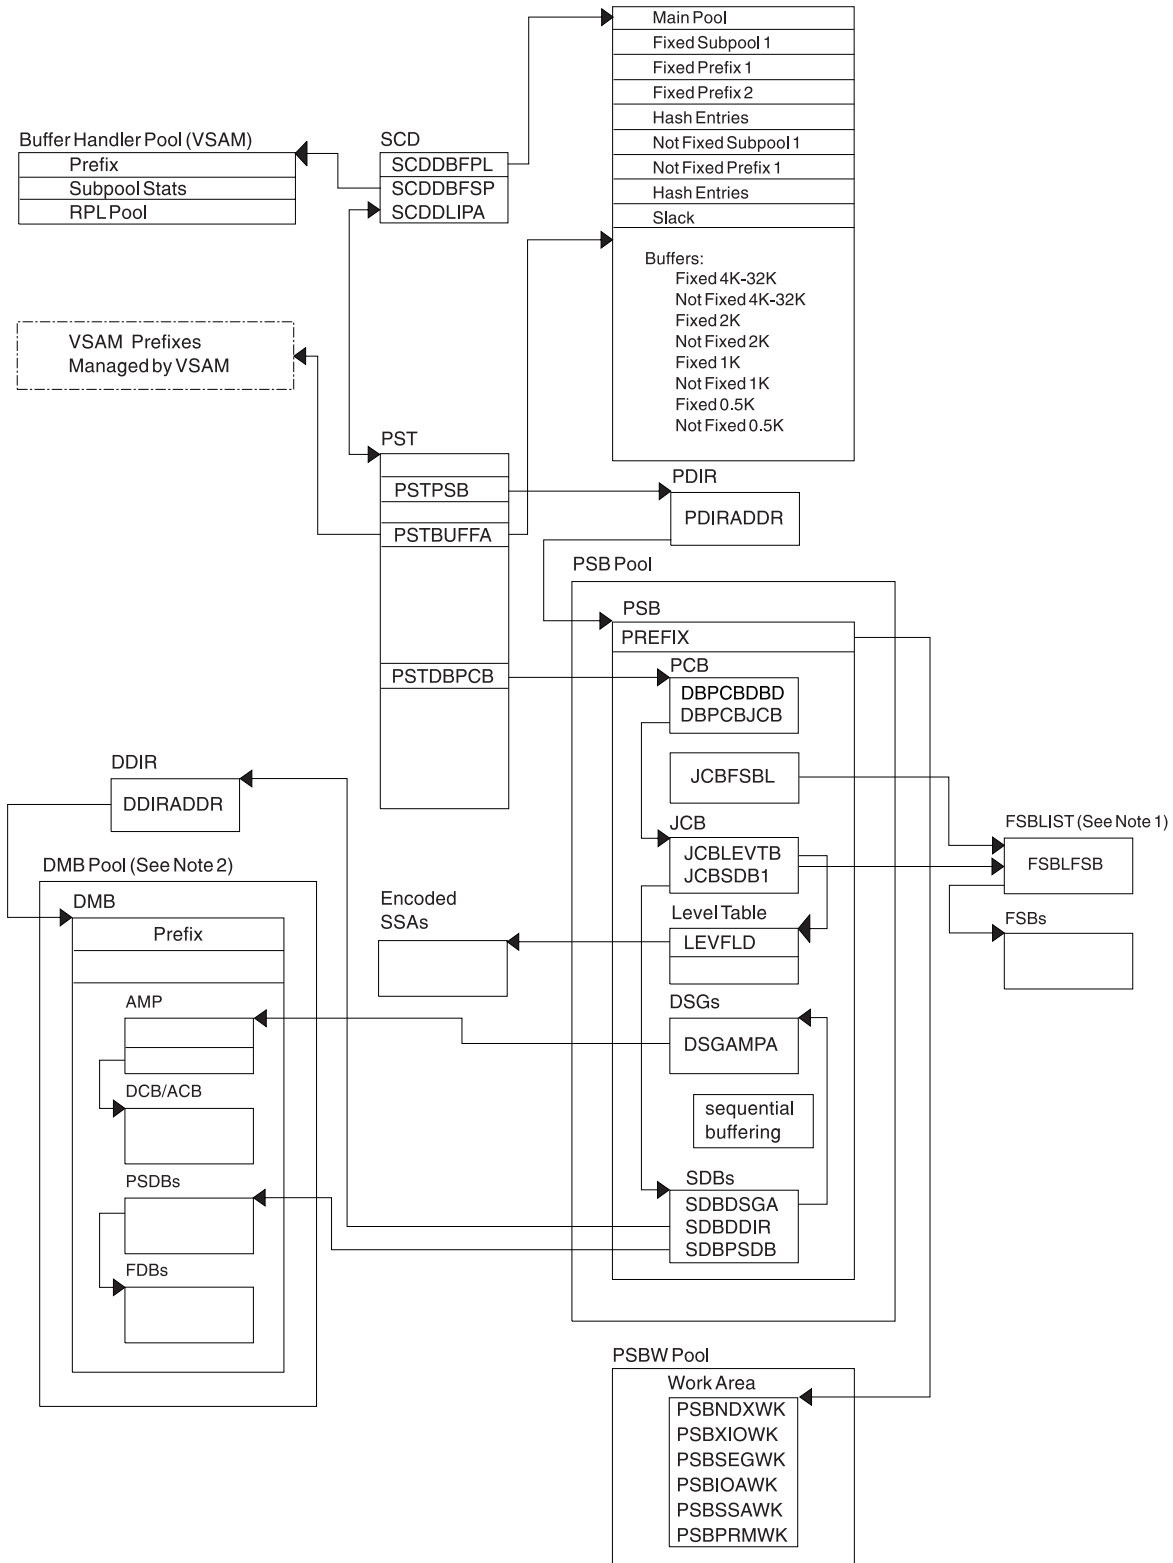 Main Pool
Fixed Subpool 1
Fixed Prefix 1
Fixed Prefix 2
Hash Entries
Not Fixed Subpool 1
Not Fixed Prefix 1
Hash Entries
Slack
Buffers:
Fixed 4K-32K
Not Fixed 4K-32K
Fixed 2K
Not Fixed 2K
Fixed 1K
Not Fixed 1K
Fixed 0.5K
Not Fixed 0.5K
Buffer Handler Pool (VSAM)
Prefix
Subpool Stats
RPL Pool
SCD
SCDDBFPL
SCDDBFSP
SCDDLIPA
VSAM Prefixes
Managed by VSAM
PST
PSTPSB
PSTBUFFA
PSTDBPCB
PDIR
PDIRADDR
PSB Pool
PSB
PREFIX
PCB
DBPCBDBD
DBPCBJCB
JCBFSBL
JCB
JCBLEVTB
JCBSDB1
Level Table
LEVFLD
DSGs
DSGAMPA
sequential
buffering
SDBs
SDBDSGA
SDBDDIR
SDBPSDB
FSBLIST (See Note 1)
FSBLFSB
FSBs
Encoded
SSAs
DDIR
DDIRADDR
DMB Pool (See Note 2)
DMB
Prefix
AMP
DCB/ACB
PSDBs
FDBs
PSBW Pool
Work Area
PSBNDXWK
PSBXIOWK
PSBSEGWK
PSBIOAWK
PSBSSAWK
PSBPRMWK